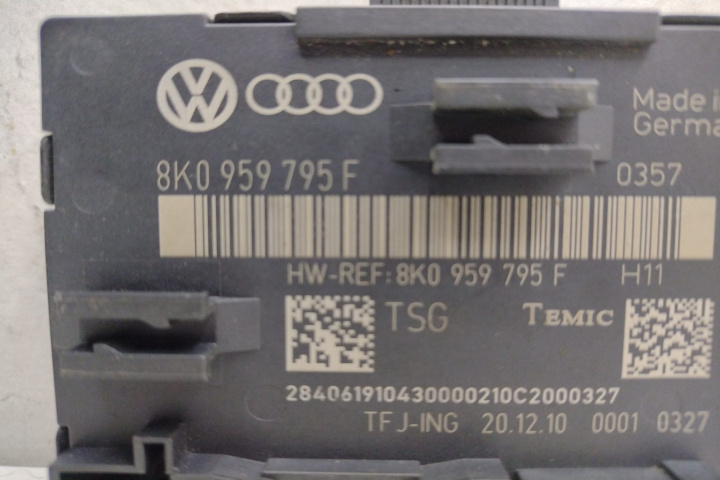 Made i
Germa
8K0 959 795 F
0357
HW-REF:8K0 959 795 F H11
TSG TEMIC
284061910430000210C2000327
TFJ-ING 20.12.10 0001 0327